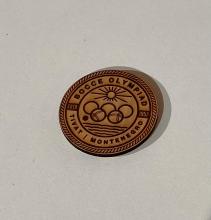 BOCCE OLYMPIAD
TIVAT / MONTENEGRO